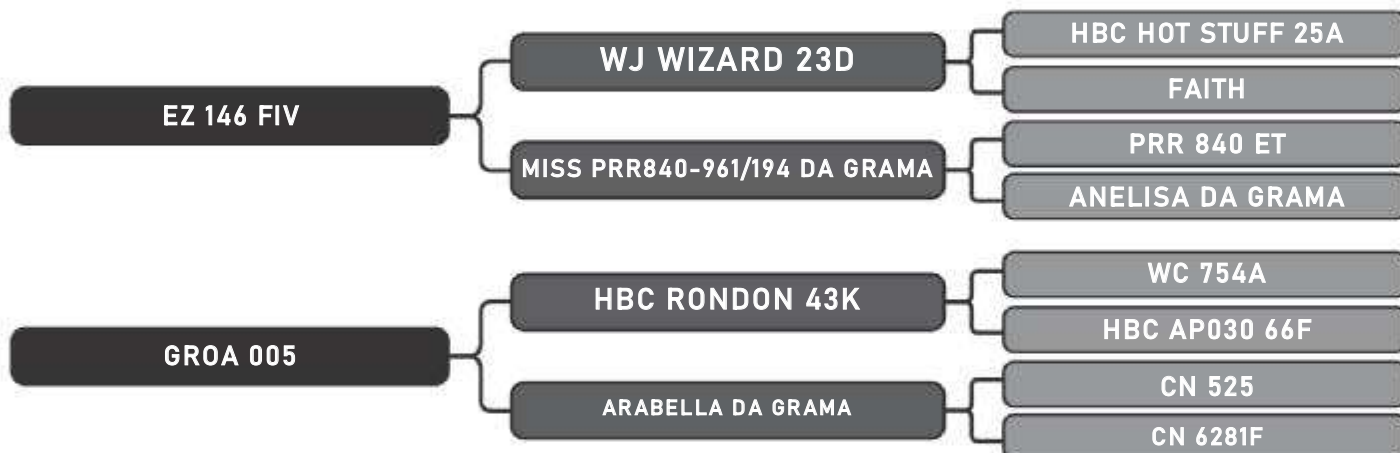 HBC HOT STUFF 25A
WJ WIZARD 23D
FAITH
EZ 146 FIV
PRR 840 ET
MISS PRR840-961/194 DA GRAMA
ANELISA DA GRAMA
WC 754A
HBC RONDON 43K
HBC AP030 66F
GROA 005
CN 525
ARABELLA DA GRAMA
CN 6281F